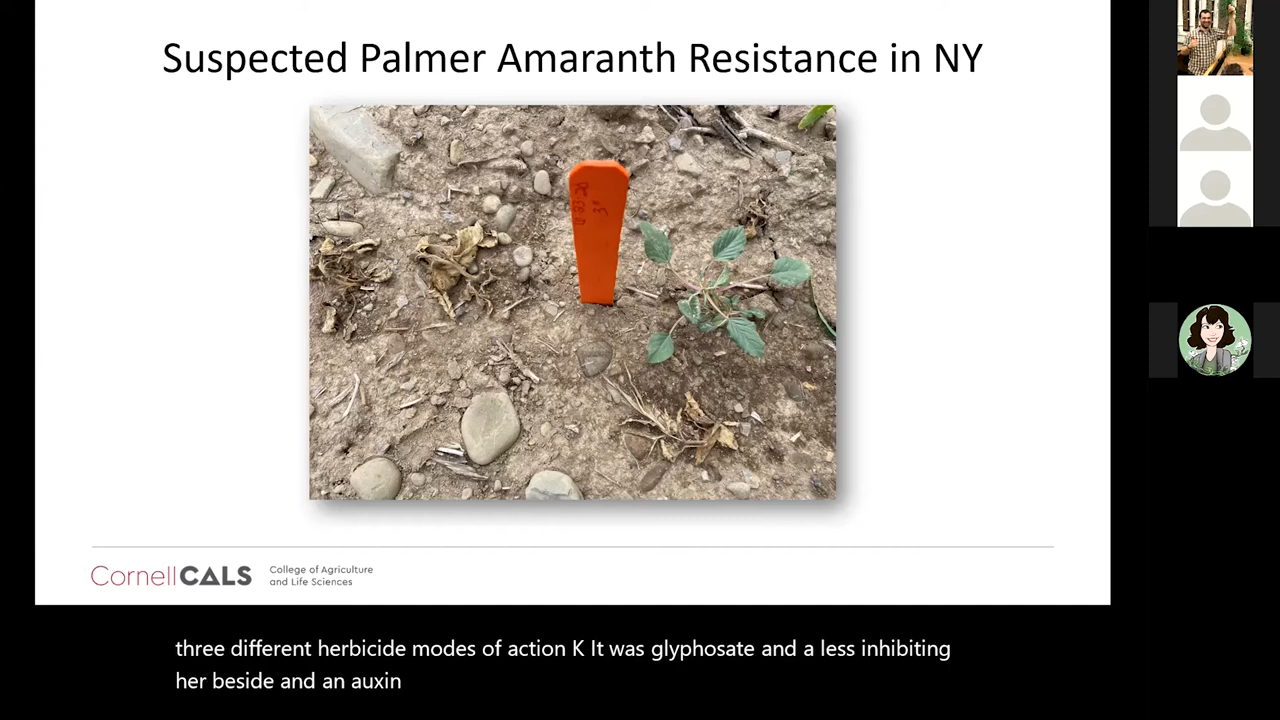 Suspected Palmer Amaranth Resistance in NY
CornellCALS
College of Agriculture
and Life Sciences
three different herbicide modes of action K It was glyphosate and a less inhibiting
her beside and an auxin